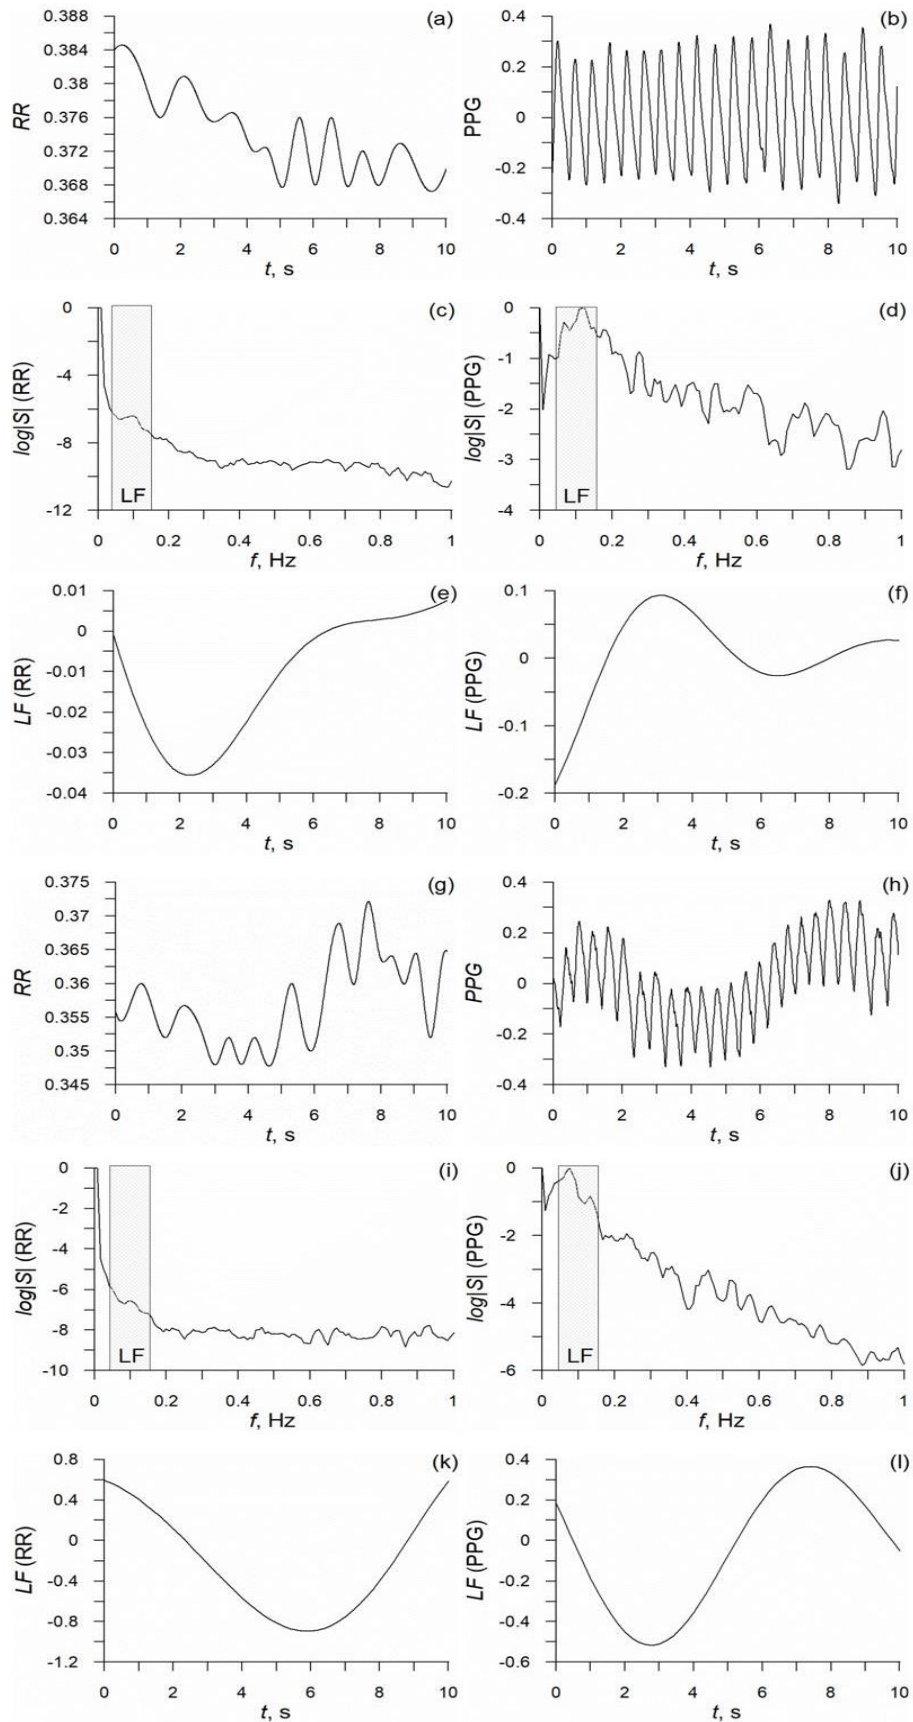 (a) (b)
0.388 0.384 0.38 0.376 0.372 0.368 0.364
RR
0 2 4 6 8 10
t, s
0.4 0.2 0 -0.2 -0.4
PPG
0 2 4 6 8 10
t, s
(c) (d)
0 -4 -8 -12
log|S| (RR)
LF
0 0.2 0.4 0.6 0.8 1
f, Hz
0 -1 -2 -3 -4
log|S| (PPG)
LF
0 0.2 0.4 0.6 0.8 1
f, Hz
(e) (f)
0.01 0 -0.01 -0.02 -0.03 -0.04
LF (RR)
0 2 4 6 8 10
t, s
0.1 0 -0.1 -0.2
LF (PPG)
0 2 4 6 8 10
t, s
(g) (h)
0.375 0.37 0.365 0.36 0.355 0.35 0.345
RR
0 2 4 6 8 10
t, s
0.4 0.2 0 -0.2 -0.4
PPG
0 2 4 6 8 10
t, s
(i) (j)
0 -2 -4 -6 -8 -10
log|S| (RR)
LF
0 0.2 0.4 0.6 0.8 1
f, Hz
0 -2 -4 -6
log|S| (PPG)
LF
0 0.2 0.4 0.6 0.8 1
f, Hz
(k) (l)
0.8 0.4 0 -0.4 -0.8 -1.2
LF (RR)
0 2 4 6 8 10
t, s
0.4 0.2 0 -0.2 -0.4 -0.6
LF (PPG)
0 2 4 6 8 10
t, s